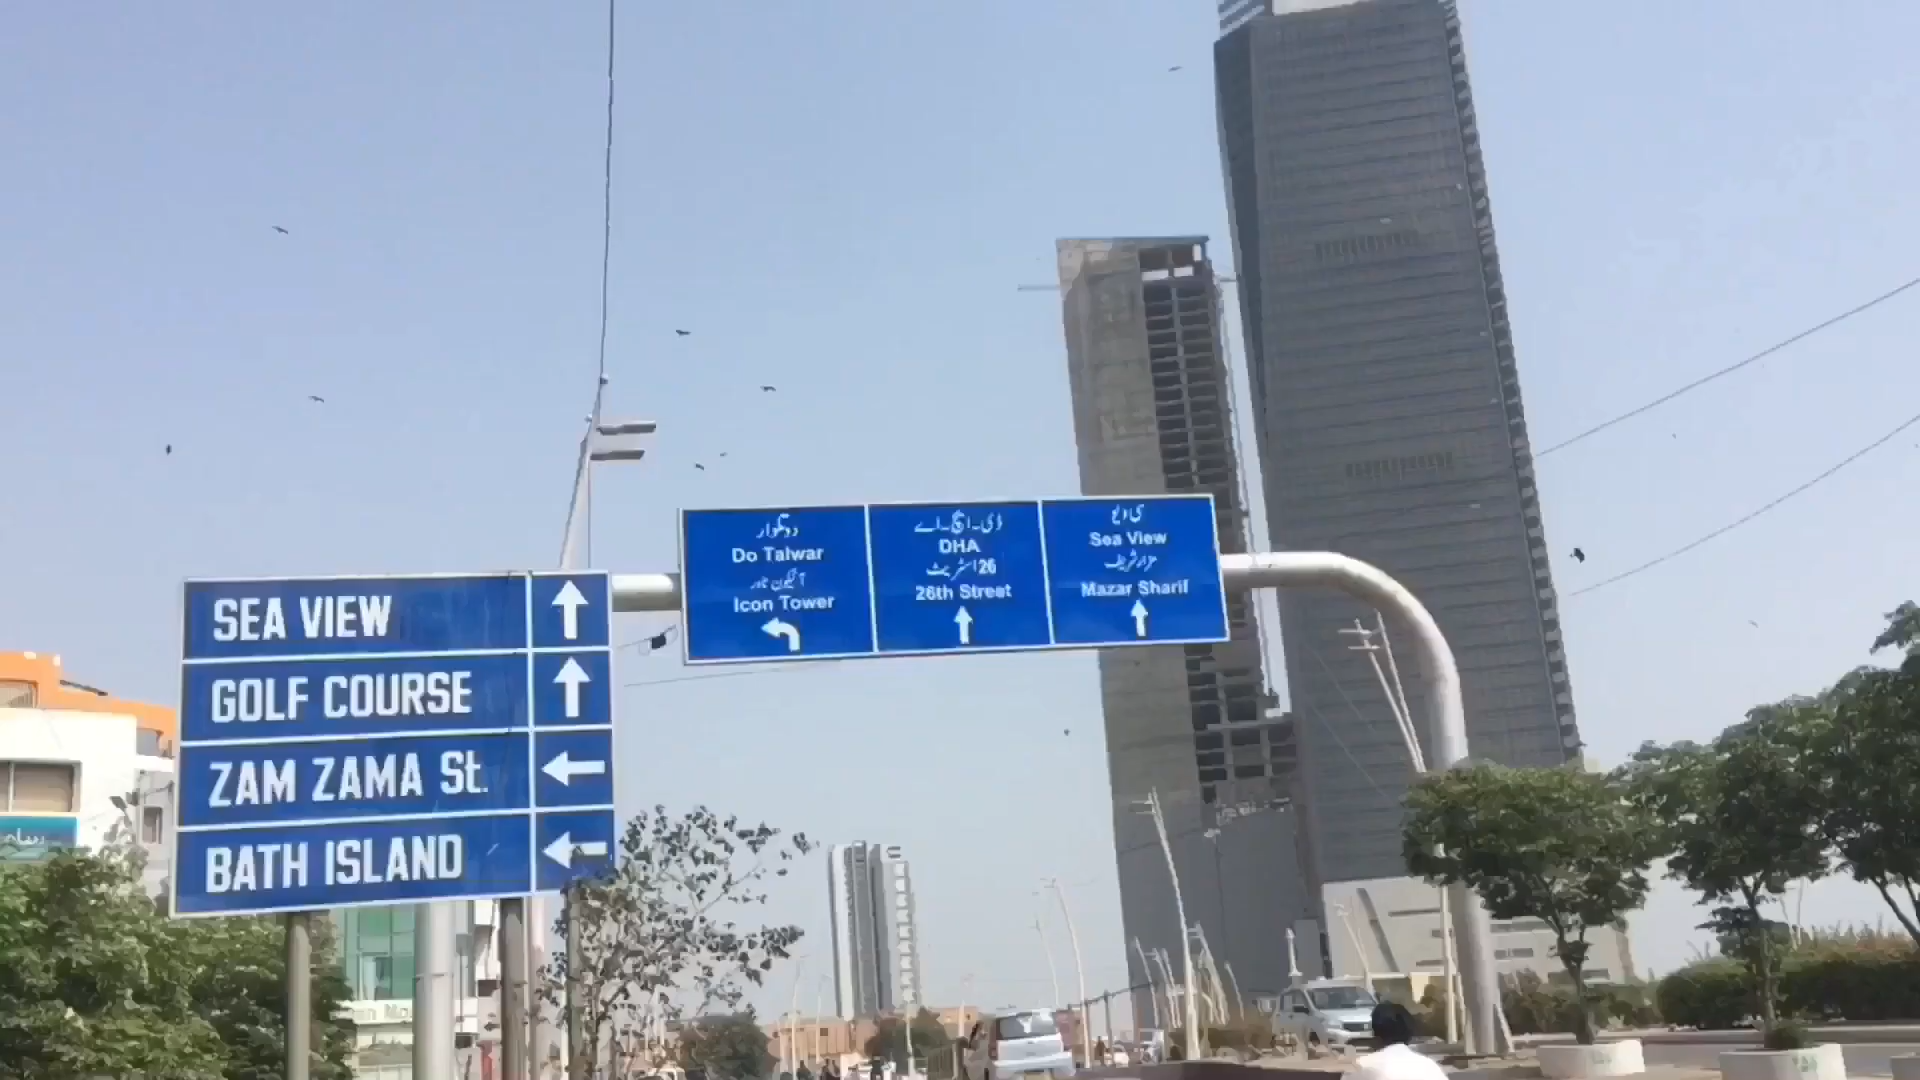 SEA VIEW
GOLF COURSE
ZAM ZAMA St.
BATH ISLAND
دو تلوار
Do Talwar
آئیکون ٹاور
Icon Tower
ڈی۔ایچ۔اے
DHA
26 اسٹریٹ
26th Street
سی ویو
Sea View
مزار شریف
Mazar Sharif